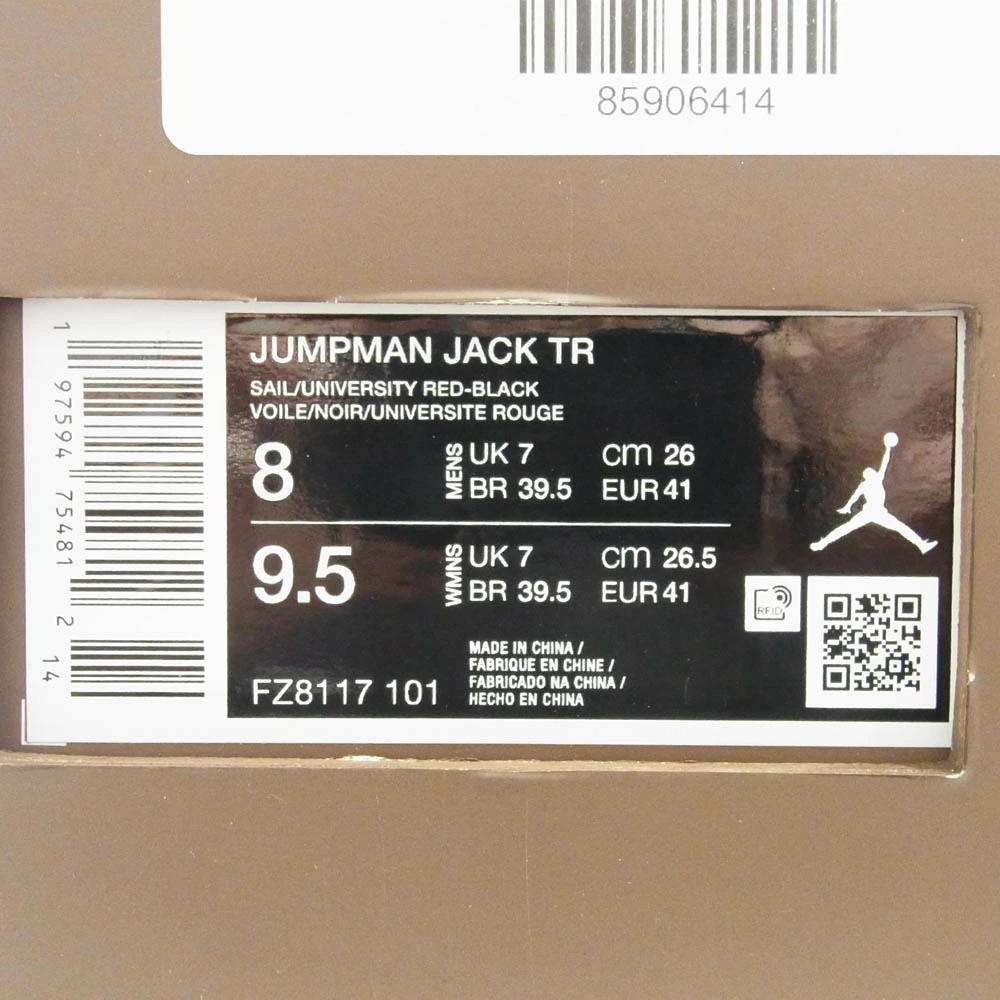 85906414
1 97594 75481 2 14
JUMPMAN JACK TR
SAIL/UNIVERSITY RED-BLACK
VOILE/NOIR/UNIVERSITE ROUGE
8 MENS UK 7 cm 26
BR 39.5 EUR 41
9.5 WMNS UK 7 cm 26.5
BR 39.5 EUR 41
RFID
MADE IN CHINA /
FABRIQUE EN CHINE /
FABRICADO NA CHINA /
HECHO EN CHINA
FZ8117 101